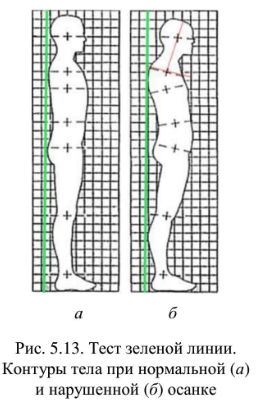 а б
Рис. 5.13. Тест зеленой линии.
Контуры тела при нормальной (а)
и нарушенной (б) осанке